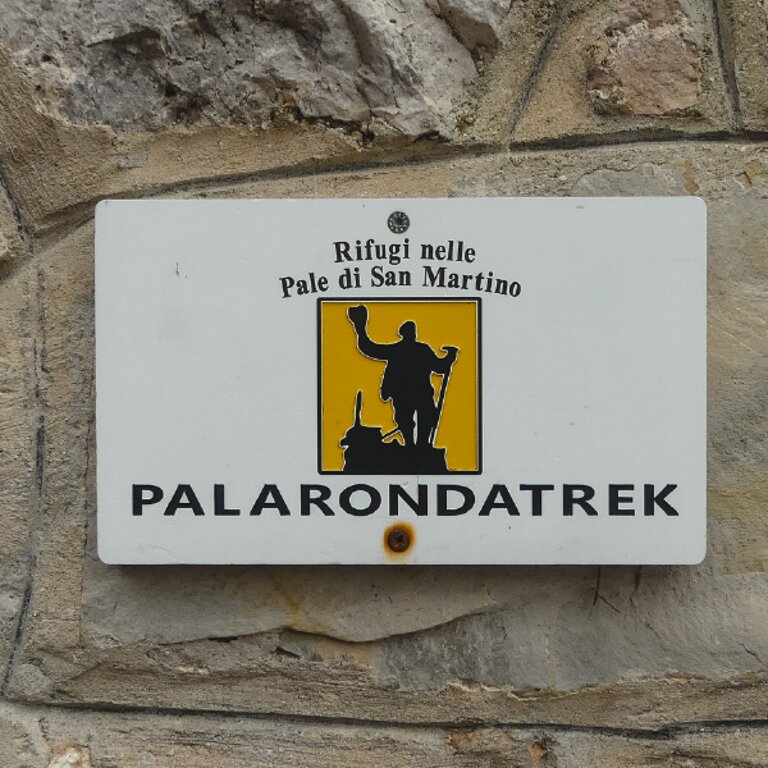 Rifugi nelle
Pale di San Martino
PALARONDATREK